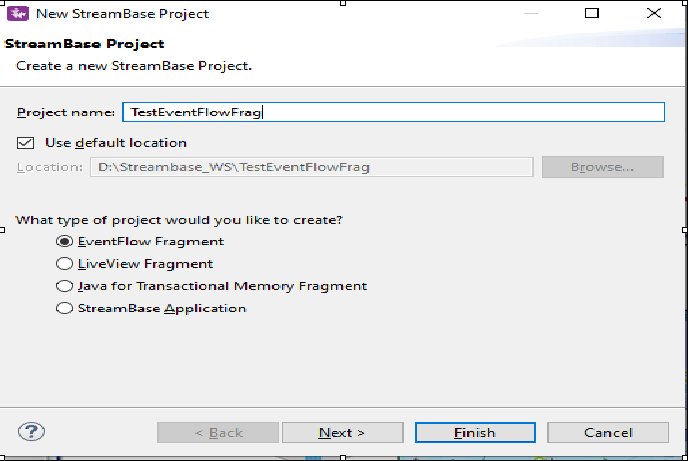 New StreamBase Project
StreamBase Project
Create a new StreamBase Project.
Project name: TestEventFlowFrag
Use default location
Location: D:\Streambase_WS\TestEventFlowFrag Browse...
What type of project would you like to create?
EventFlow Fragment
LiveView Fragment
Java for Transactional Memory Fragment
StreamBase Application
? < Back Next > Finish Cancel